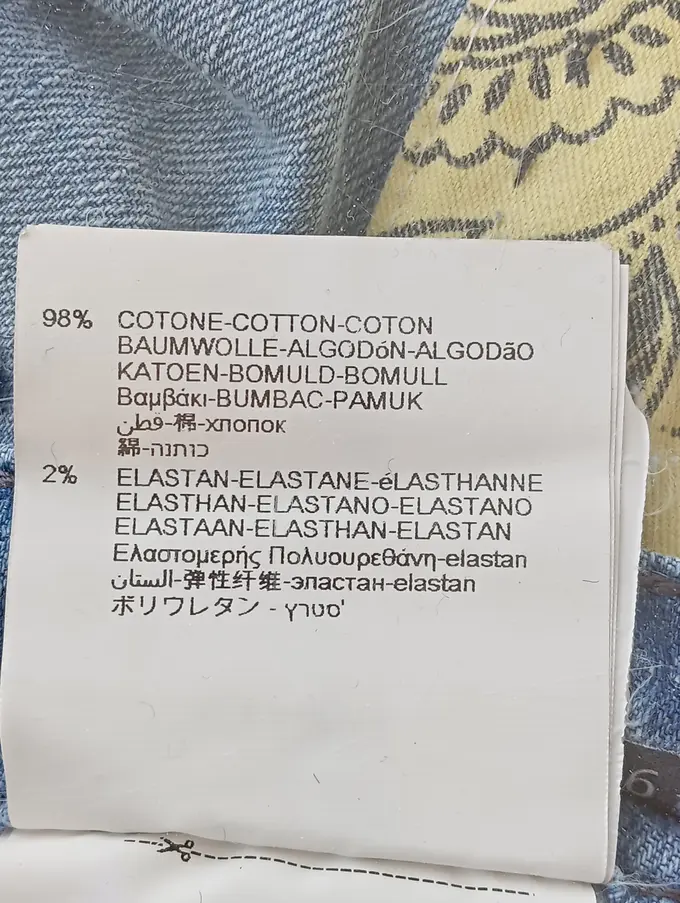 98% COTONE-COTTON-COTON
BAUMWOLLE-ALGODóN-ALGODãO
KATOEN-BOMULD-BOMULL
Βαμβάκι-BUMBAC-PAMUK
قطن-棉-хлопок
綿-כותנה
2% ELASTAN-ELASTANE-éLASTHANNE
ELASTHAN-ELASTANO-ELASTANO
ELASTAAN-ELASTHAN-ELASTAN
Ελαστομερής Πολυουρεθάνη-elastan
الستان-弹性纤维-эластан-elastan
ポリウレタン - סטרץ'